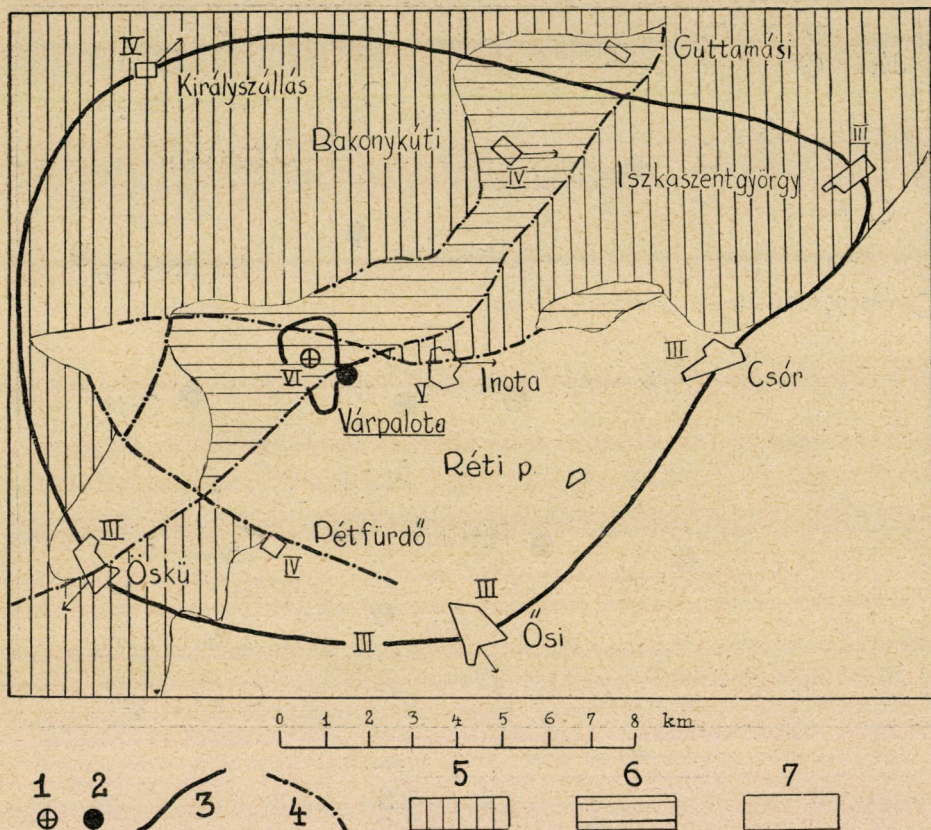 IV
Királyszállás
Guttamási
Bakonykúti
IV
III
Iszkaszentgyörgy
VI
V
Inota
III
Csór
Várpalota
Réti p.
III
Öskü
Pétfürdő
IV
III
III
Ősi
0 1 2 3 4 5 6 7 8 km
1 2 3 4 5 6 7